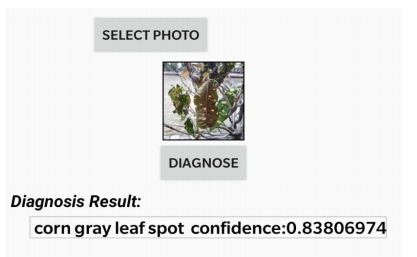 SELECT PHOTO
DIAGNOSE
Diagnosis Result:
corn gray leaf spot confidence:0.83806974